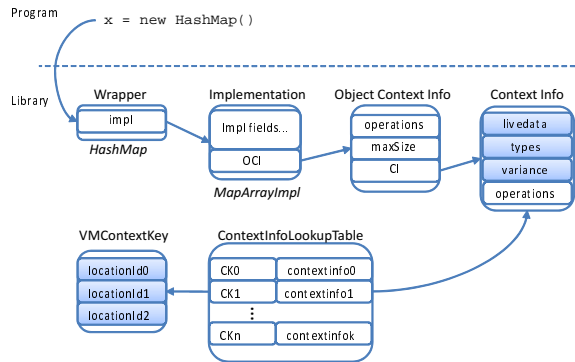 Program
x = new HashMap()
Library
Wrapper
impl
HashMap
Implementation
Impl fields...
OCI
MapArrayImpl
Object Context Info
operations
maxSize
CI
Context Info
livedata
types
variance
operations
VMContextKey
locationId0
locationId1
locationId2
ContextInfoLookupTable
CK0 contextinfo0
CK1 contextinfo1
⋮
CKn contextinfok